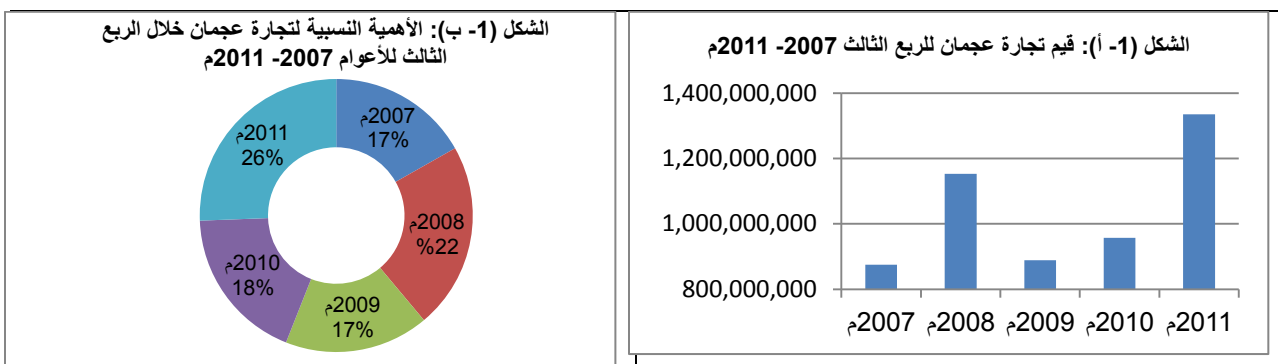 الشكل (1- أ): قيم تجارة عجمان للربع الثالث 2007- 2011م
1,400,000,000
1,200,000,000
1,000,000,000
800,000,000
2007م 2008م 2009م 2010م 2011م
الشكل (1- ب): الأهمية النسبية لتجارة عجمان خلال الربع
الثالث للأعوام 2007- 2011م
2007م
17%
2008م
%22
2009م
17%
2010م
18%
2011م
26%